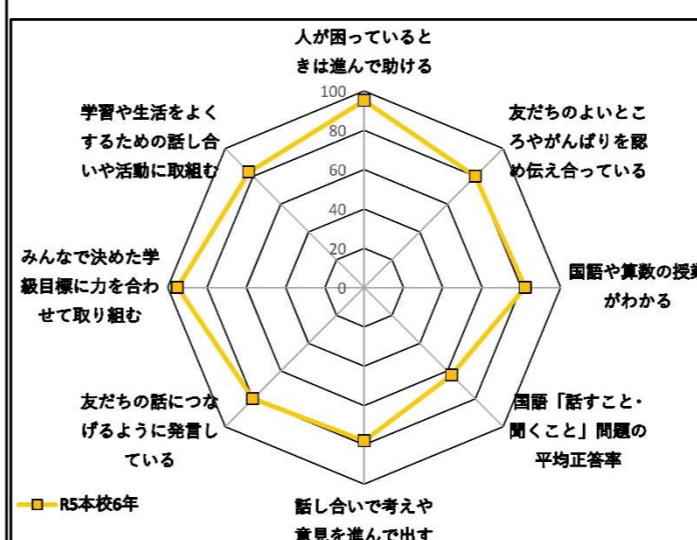 人が困っていると
きは進んで助ける
友だちのよいとこ
ろやがんばりを認
め伝え合っている
国語や算数の授業
がわかる
国語「話すこと・
聞くこと」問題の
平均正答率
話し合いで考えや
意見を進んで出す
友だちの話につな
げるように発言し
ている
みんなで決めた学
級目標に力を合わ
せて取り組む
学習や生活をよく
するための話し合
いや活動に取組む
100
80
60
40
20
0
R5本校6年